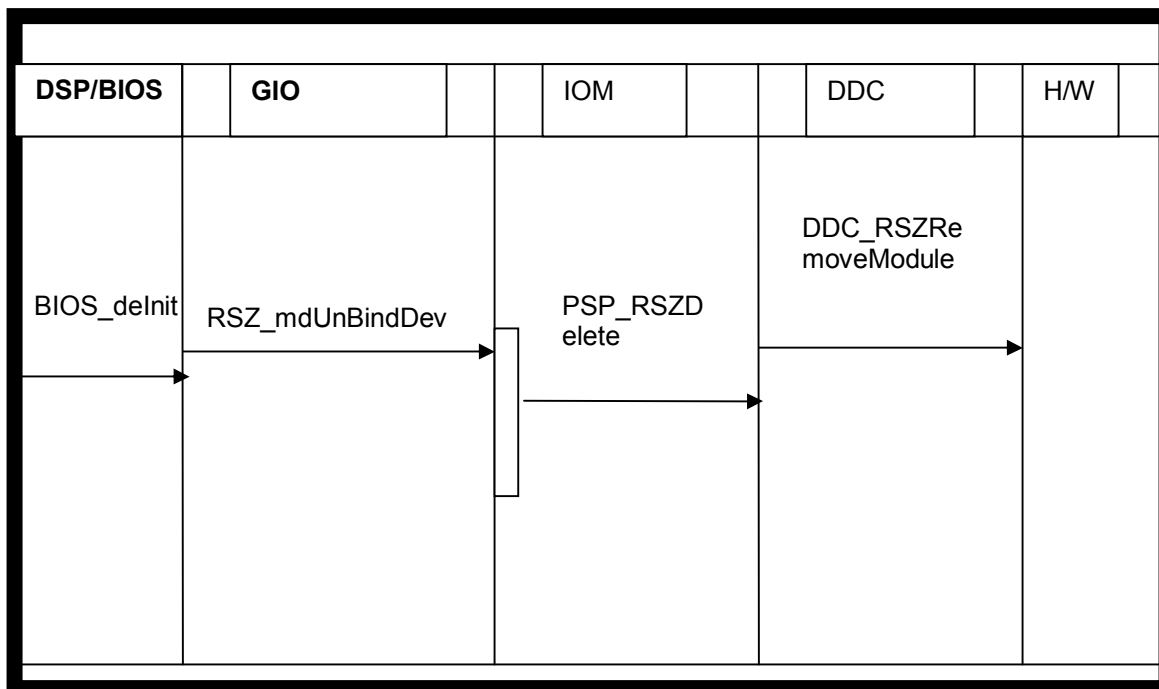 DSP/BIOS
GIO
IOM
DDC
H/W
DDC_RSZRe
moveModule
BIOS_deInit
RSZ_mdUnBindDev
PSP_RSZD
elete